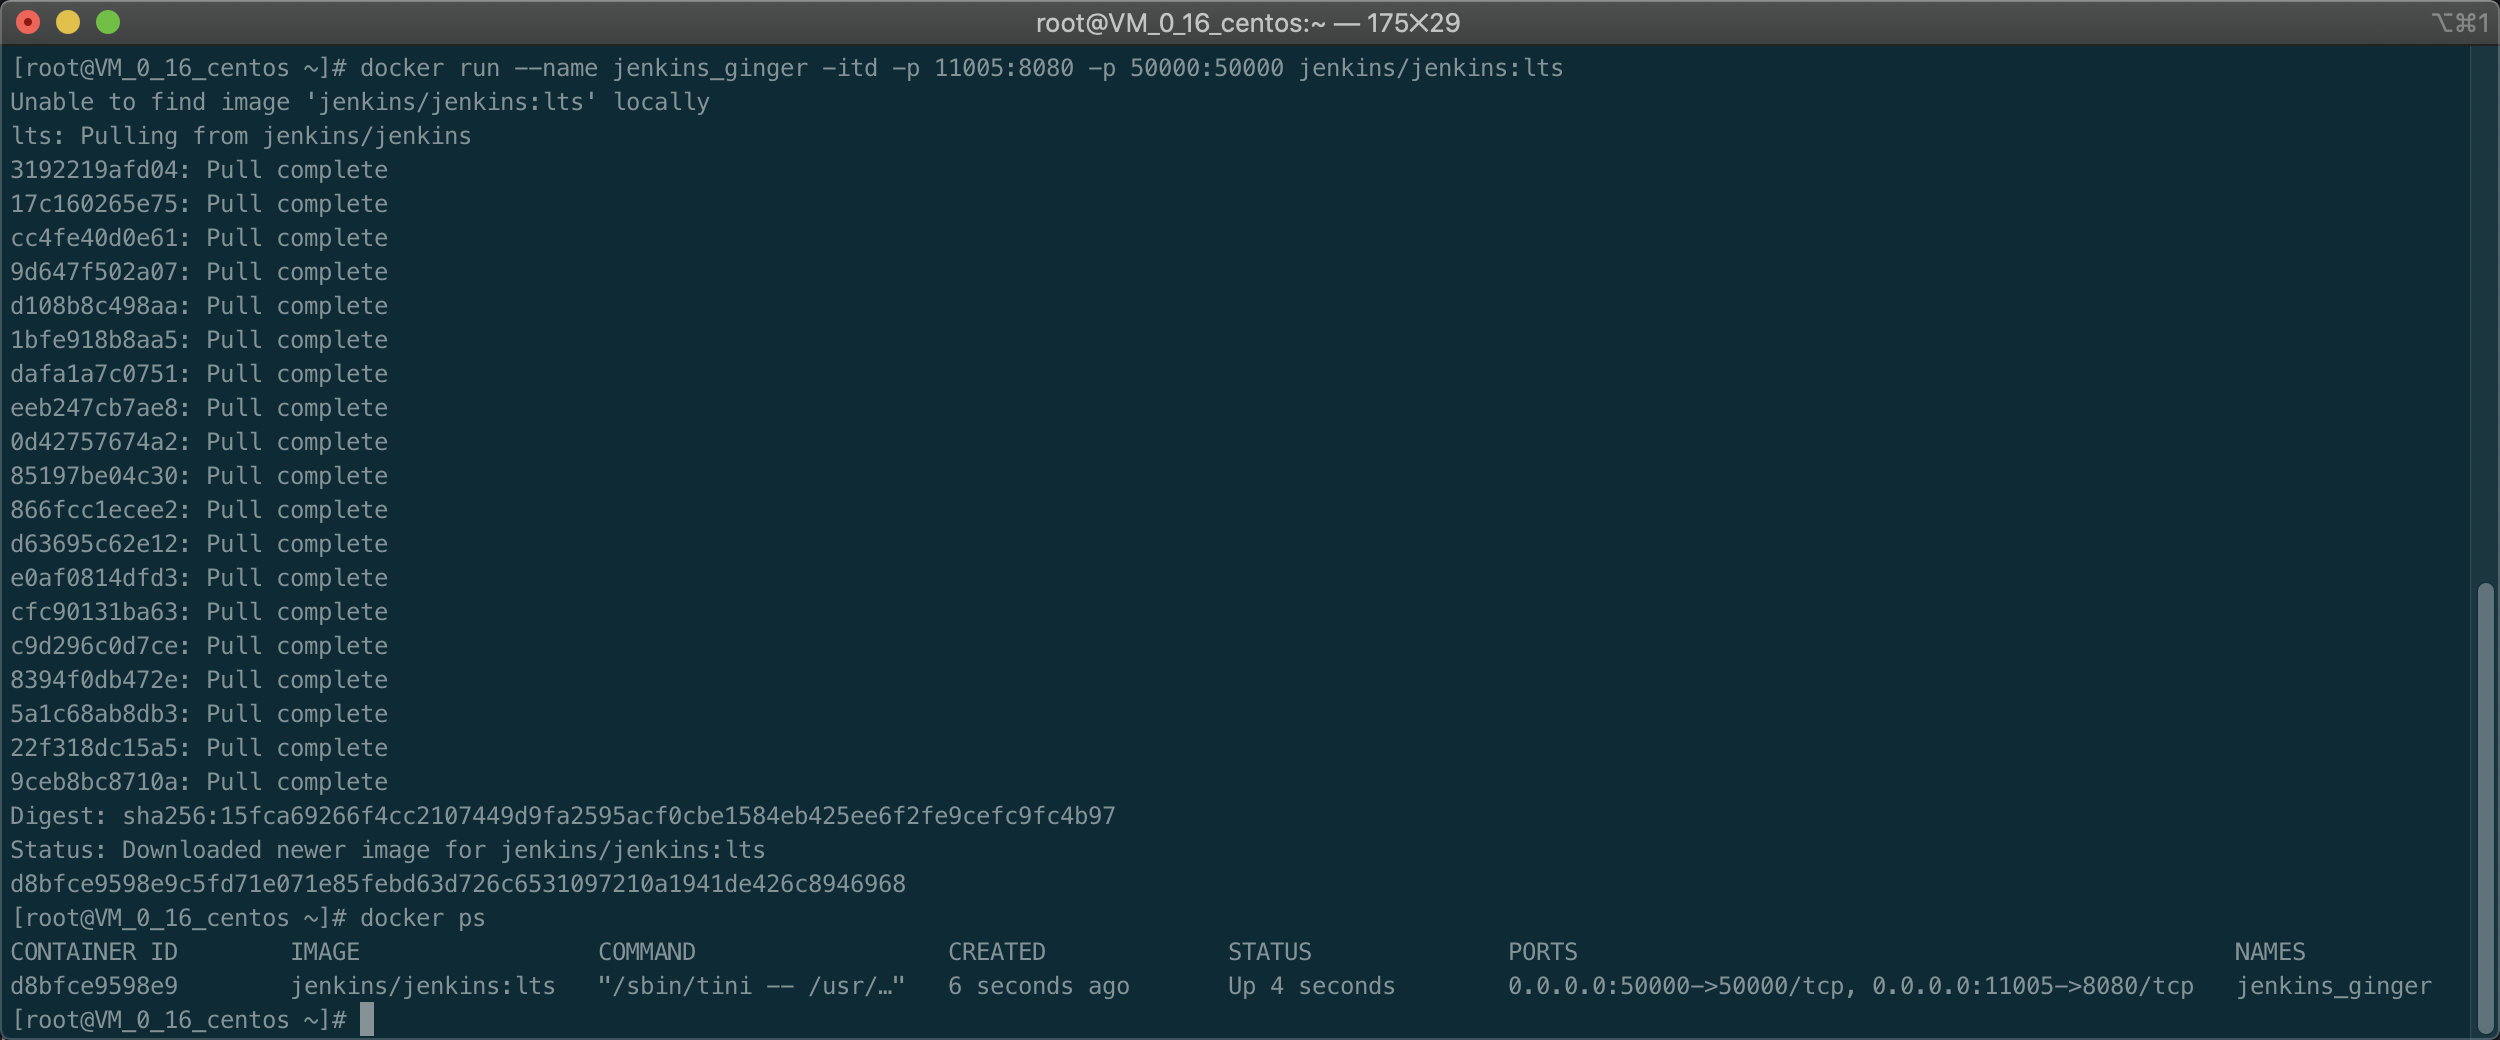 root@VM_0_16_centos:~ — 175✕29
⌥⌘1
[root@VM_0_16_centos ~]# docker run --name jenkins_ginger -itd -p 11005:8080 -p 50000:50000 jenkins/jenkins:lts
Unable to find image 'jenkins/jenkins:lts' locally
lts: Pulling from jenkins/jenkins
3192219afd04: Pull complete
17c160265e75: Pull complete
cc4fe40d0e61: Pull complete
9d647f502a07: Pull complete
d108b8c498aa: Pull complete
1bfe918b8aa5: Pull complete
dafa1a7c0751: Pull complete
eeb247cb7ae8: Pull complete
0d42757674a2: Pull complete
85197be04c30: Pull complete
866fcc1ecee2: Pull complete
d63695c62e12: Pull complete
e0af0814dfd3: Pull complete
cfc90131ba63: Pull complete
c9d296c0d7ce: Pull complete
8394f0db472e: Pull complete
5a1c68ab8db3: Pull complete
22f318dc15a5: Pull complete
9ceb8bc8710a: Pull complete
Digest: sha256:15fca69266f4cc2107449d9fa2595acf0cbe1584eb425ee6f2fe9cefc9fc4b97
Status: Downloaded newer image for jenkins/jenkins:lts
d8bfce9598e9c5fd71e071e85febd63d726c6531097210a1941de426c8946968
[root@VM_0_16_centos ~]# docker ps
CONTAINER ID        IMAGE                 COMMAND                  CREATED             STATUS              PORTS                                               NAMES
d8bfce9598e9        jenkins/jenkins:lts   "/sbin/tini -- /usr/…"   6 seconds ago       Up 4 seconds        0.0.0.0:50000->50000/tcp, 0.0.0.0:11005->8080/tcp   jenkins_ginger
[root@VM_0_16_centos ~]#